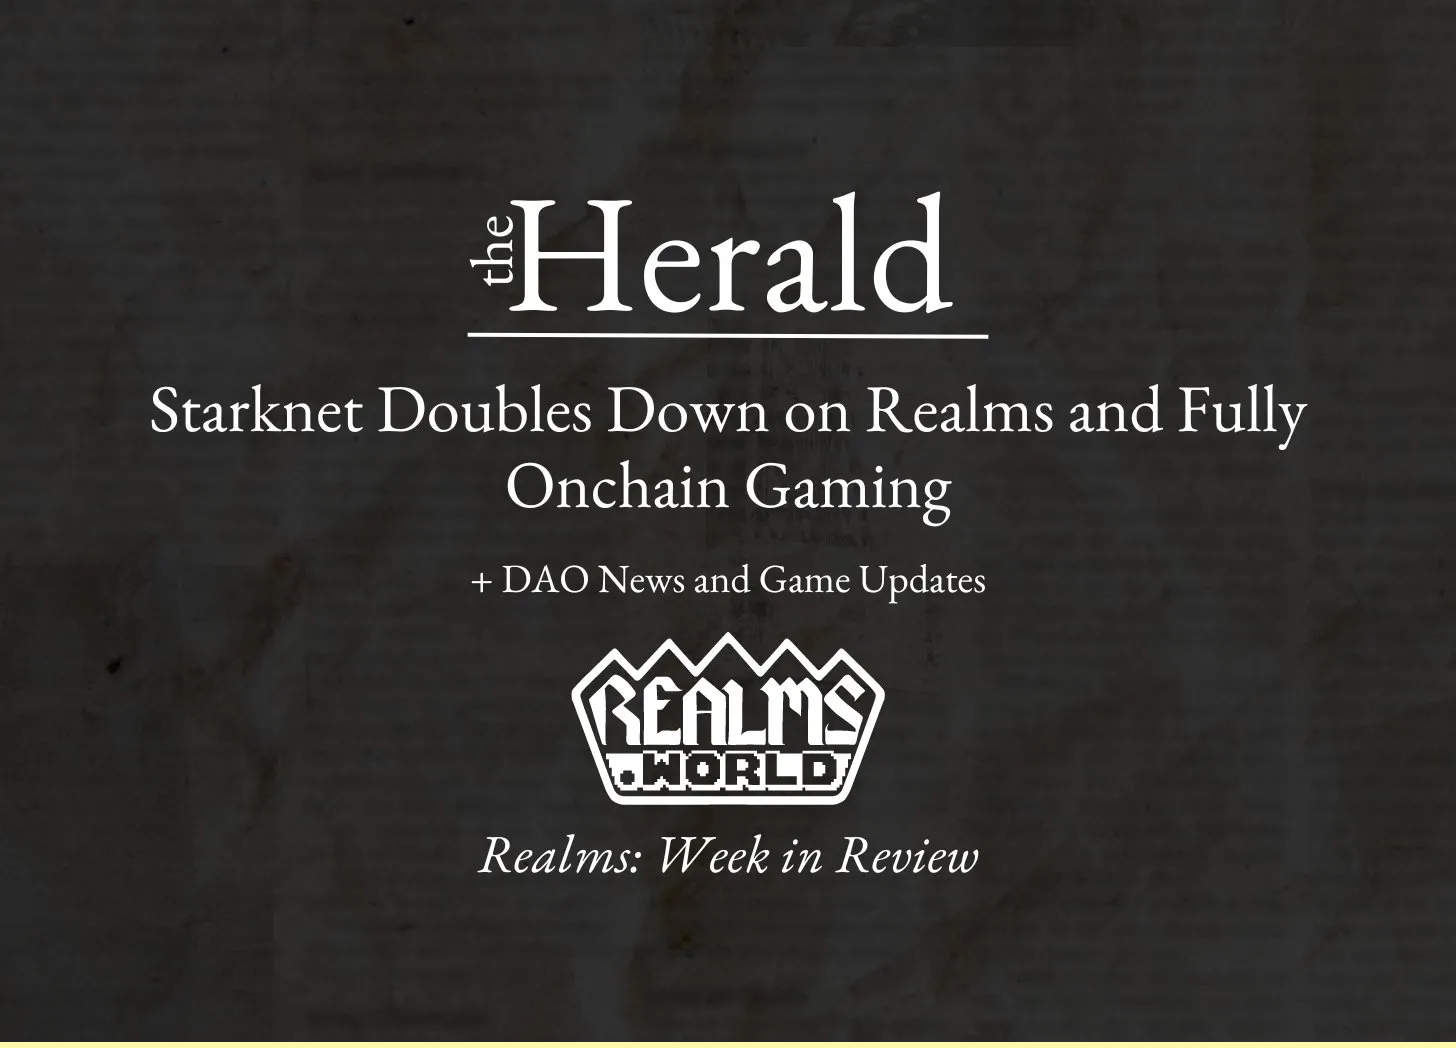 the Herald
Starknet Doubles Down on Realms and Fully
Onchain Gaming
+ DAO News and Game Updates
REALMS
.WORLD
Realms: Week in Review